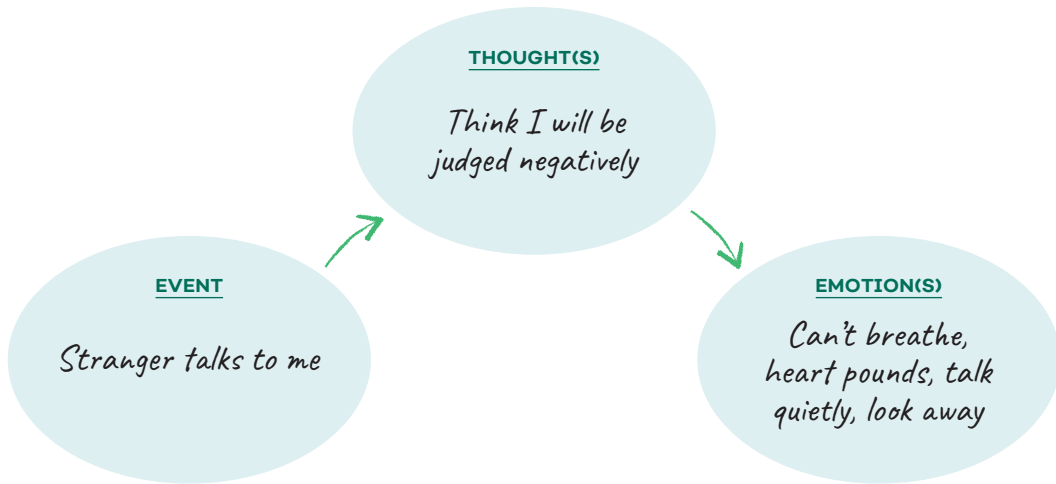 THOUGHT(S)
Think I will be
judged negatively
EVENT
Stranger talks to me
EMOTION(S)
Can't breathe,
heart pounds, talk
quietly, look away